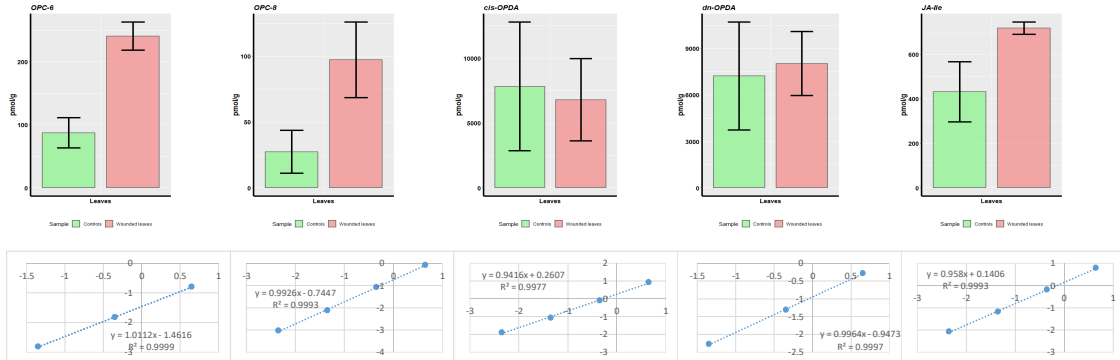 OPC-6
pmol/g
200
100
0
Leaves
Sample Controls Wounded leaves
OPC-8
pmol/g
100
50
0
Leaves
Sample Controls Wounded leaves
cis-OPDA
pmol/g
10000
5000
0
Leaves
Sample Controls Wounded leaves
dn-OPDA
pmol/g
9000
6000
3000
0
Leaves
Sample Controls Wounded leaves
JA-Ile
pmol/g
600
400
200
0
Leaves
Sample Controls Wounded leaves
-1.5 -1 -0.5 0 0.5 1
0
-1
-2
-3
y = 1.0112x - 1.4616
R² = 0.9999
-3 -2 -1 0 1
0
-1
-2
-3
-4
y = 0.9926x - 0.7447
R² = 0.9993
2
1
0
-1
-2
-3
-3 -2 -1 0 1
y = 0.9416x + 0.2607
R² = 0.9977
-1.5 -1 -0.5 0 0.5 1
0
-0.5
-1
-1.5
-2
-2.5
y = 0.9964x - 0.9473
R² = 0.9997
1
0
-1
-2
-3
-3 -2 -1 0 1
y = 0.958x + 0.1406
R² = 0.9993